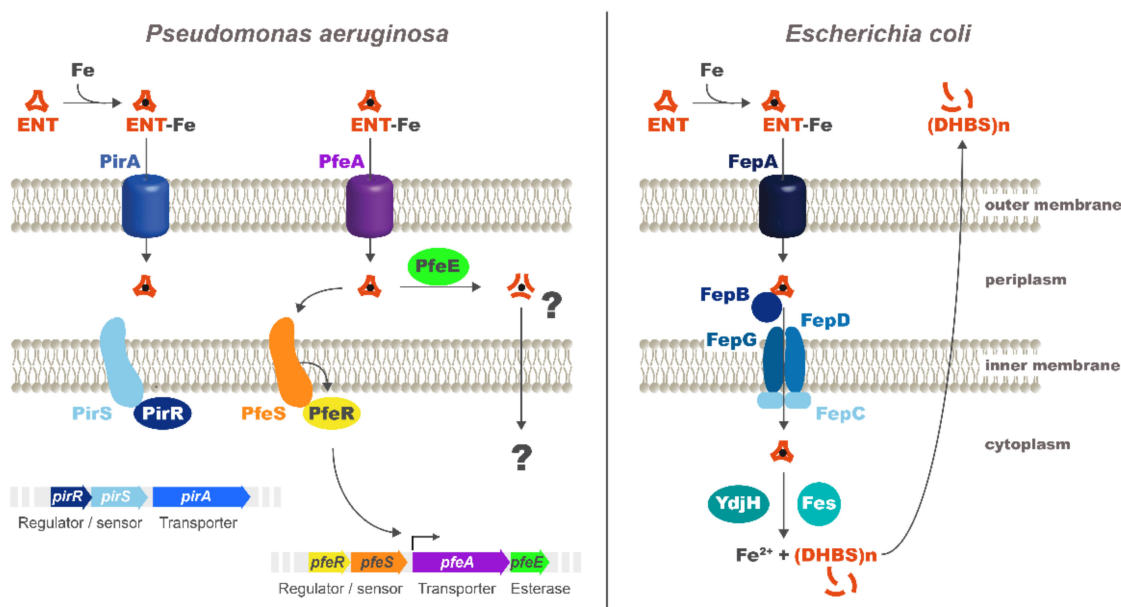 Pseudomonas aeruginosa
Fe
ENT
ENT-Fe
ENT-Fe
PirA
PfeA
PfeE
?
PirS
PirR
PfeS
PfeR
?
pirR pirS pirA
Regulator / sensor Transporter
pfeR pfeS pfeA pfeE
Regulator / sensor Transporter Esterase
Escherichia coli
Fe
ENT
ENT-Fe
(DHBS)n
FepA
outer membrane
periplasm
FepB
FepD
FepG
inner membrane
FepC
cytoplasm
YdjH
Fes
Fe²⁺ + (DHBS)n